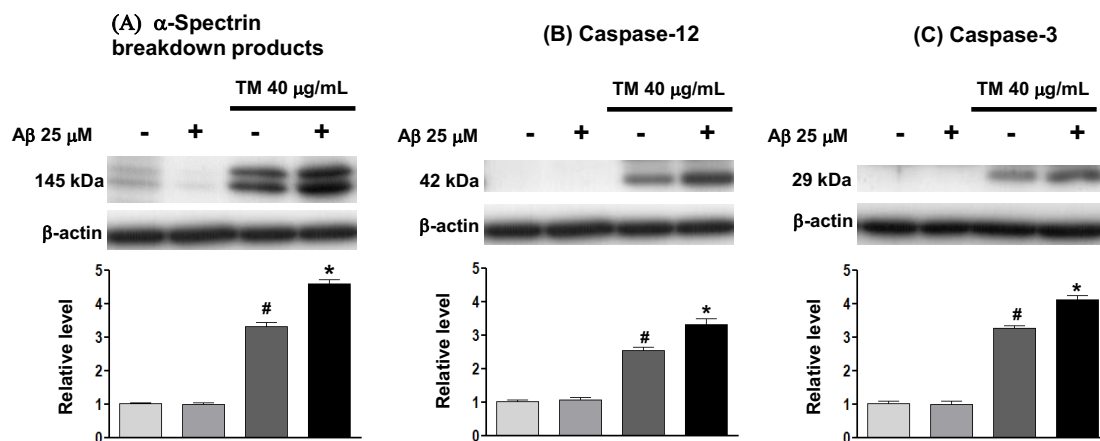 (A) α-Spectrin
breakdown products
TM 40 μg/mL
Aβ 25 μM - + - +
145 kDa
β-actin
Relative level
5
4
3
2
1
0
#
*
(B) Caspase-12
TM 40 μg/mL
Aβ 25 μM - + - +
42 kDa
β-actin
Relative level
5
4
3
2
1
0
#
*
(C) Caspase-3
TM 40 μg/mL
Aβ 25 μM - + - +
29 kDa
β-actin
Relative level
5
4
3
2
1
0
#
*